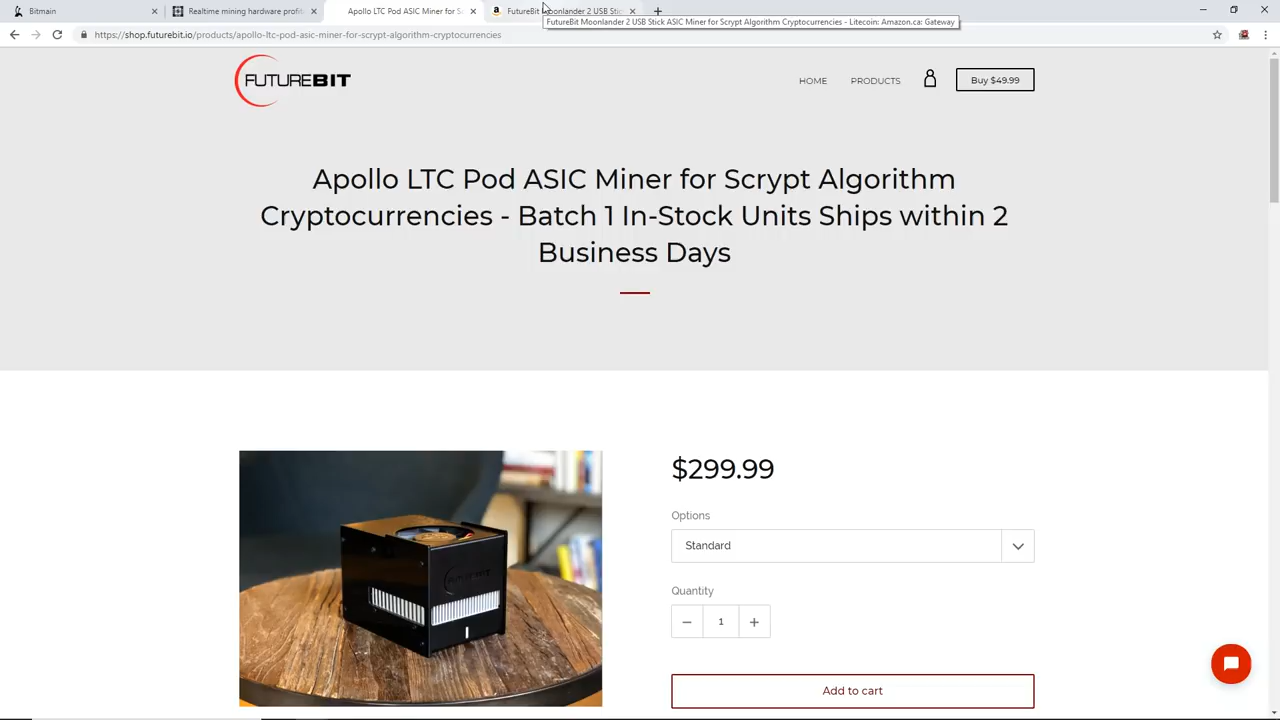 Bitmain
Realtime mining hardware profit
Apollo LTC Pod ASIC Miner for S
FutureBit Moonlander 2 USB Stic
FutureBit Moonlander 2 USB Stick ASIC Miner for Scrypt Algorithm Cryptocurrencies - Litecoin: Amazon.ca: Gateway
https://shop.futurebit.io/products/apollo-ltc-pod-asic-miner-for-scrypt-algorithm-cryptocurrencies
FUTUREBIT
HOME
PRODUCTS
Buy $49.99
Apollo LTC Pod ASIC Miner for Scrypt Algorithm
Cryptocurrencies - Batch 1 In-Stock Units Ships within 2
Business Days
$299.99
Options
Standard
Quantity
1
Add to cart
FUTUREBIT